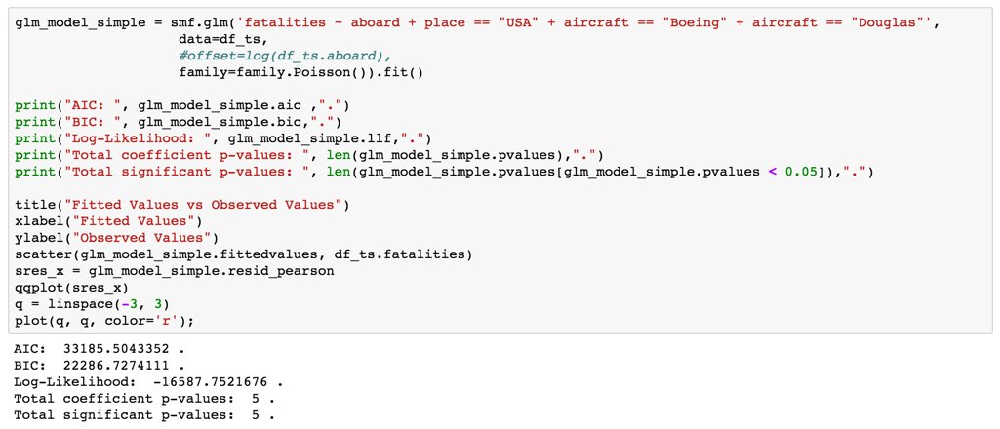 glm_model_simple = smf.glm('fatalities ~ aboard + place == "USA" + aircraft == "Boeing" + aircraft == "Douglas"',
data=df_ts,
#offset=log(df_ts.aboard),
family=family.Poisson()).fit()
print("AIC: ", glm_model_simple.aic ,".")
print("BIC: ", glm_model_simple.bic,".")
print("Log-Likelihood: ", glm_model_simple.llf,".")
print("Total coefficient p-values: ", len(glm_model_simple.pvalues),".")
print("Total significant p-values: ", len(glm_model_simple.pvalues[glm_model_simple.pvalues < 0.05]),".")
title("Fitted Values vs Observed Values")
xlabel("Fitted Values")
ylabel("Observed Values")
scatter(glm_model_simple.fittedvalues, df_ts.fatalities)
sres_x = glm_model_simple.resid_pearson
qqplot(sres_x)
q = linspace(-3, 3)
plot(q, q, color='r');
AIC:  33185.5043352 .
BIC:  22286.7274111 .
Log-Likelihood:  -16587.7521676 .
Total coefficient p-values:  5 .
Total significant p-values:  5 .